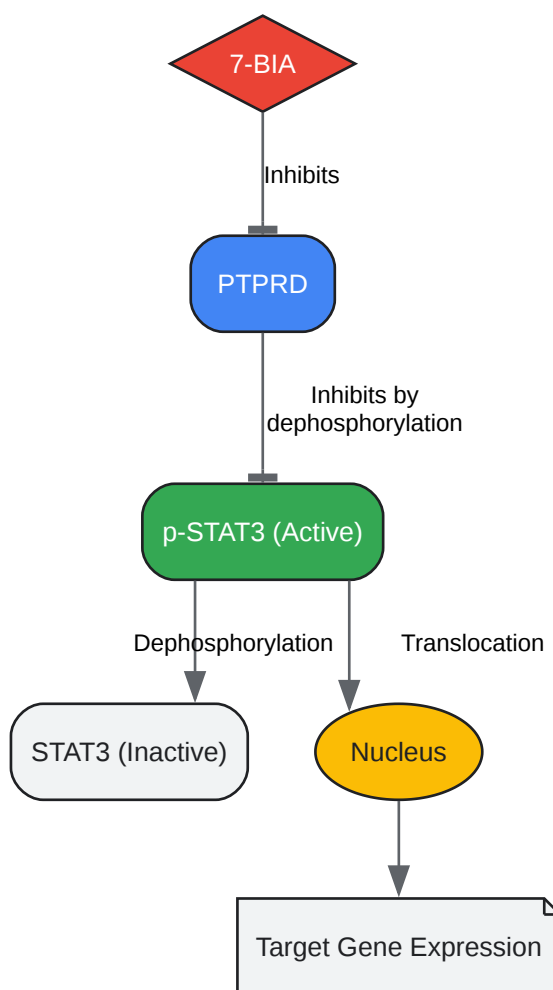 7-BIA
Inhibits
PTPRD
Inhibits by
dephosphorylation
p-STAT3 (Active)
Dephosphorylation
Translocation
STAT3 (Inactive)
Nucleus
Target Gene Expression